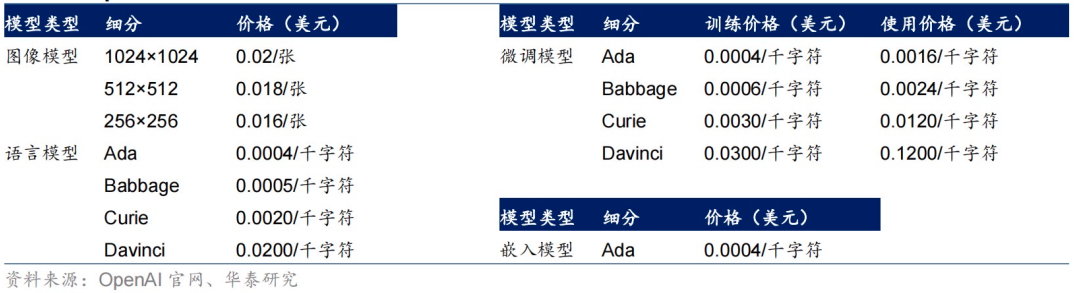 模型类型 细分 价格（美元）
图像模型 1024×1024 0.02/张
512×512 0.018/张
256×256 0.016/张
语言模型 Ada 0.0004/千字符
Babbage 0.0005/千字符
Curie 0.0020/千字符
Davinci 0.0200/千字符
模型类型 细分 训练价格（美元） 使用价格（美元）
微调模型 Ada 0.0004/千字符 0.0016/千字符
Babbage 0.0006/千字符 0.0024/千字符
Curie 0.0030/千字符 0.0120/千字符
Davinci 0.0300/千字符 0.1200/千字符
模型类型 细分 价格（美元）
嵌入模型 Ada 0.0004/千字符
资料来源：OpenAI 官网、华泰研究